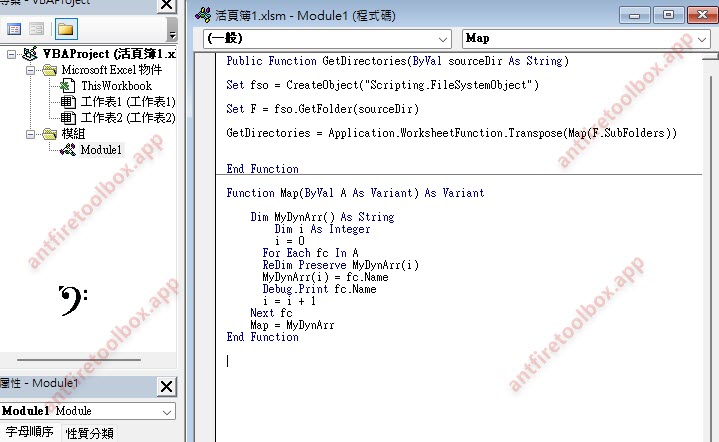 專案 - VBAProject
VBAProject (活頁簿1.x
Microsoft Excel 物件
ThisWorkbook
工作表1 (工作表1)
工作表2 (工作表2)
模組
Module1
屬性 - Module1
Module1 Module
字母順序 性質分類
活頁簿1.xlsm - Module1 (程式碼)
(一般) Map
Public Function GetDirectories(ByVal sourceDir As String)
Set fso = CreateObject("Scripting.FileSystemObject")
Set F = fso.GetFolder(sourceDir)
GetDirectories = Application.WorksheetFunction.Transpose(Map(F.SubFolders))
End Function
Function Map(ByVal A As Variant) As Variant
Dim MyDynArr() As String
Dim i As Integer
i = 0
For Each fc In A
ReDim Preserve MyDynArr(i)
MyDynArr(i) = fc.Name
Debug.Print fc.Name
i = i + 1
Next fc
Map = MyDynArr
End Function
antfiretoolbox.app
antfiretoolbox.app
antfiretoolbox.app
antfiretoolbox.app
antfiretoolbox.app
antfiretoolbox.app